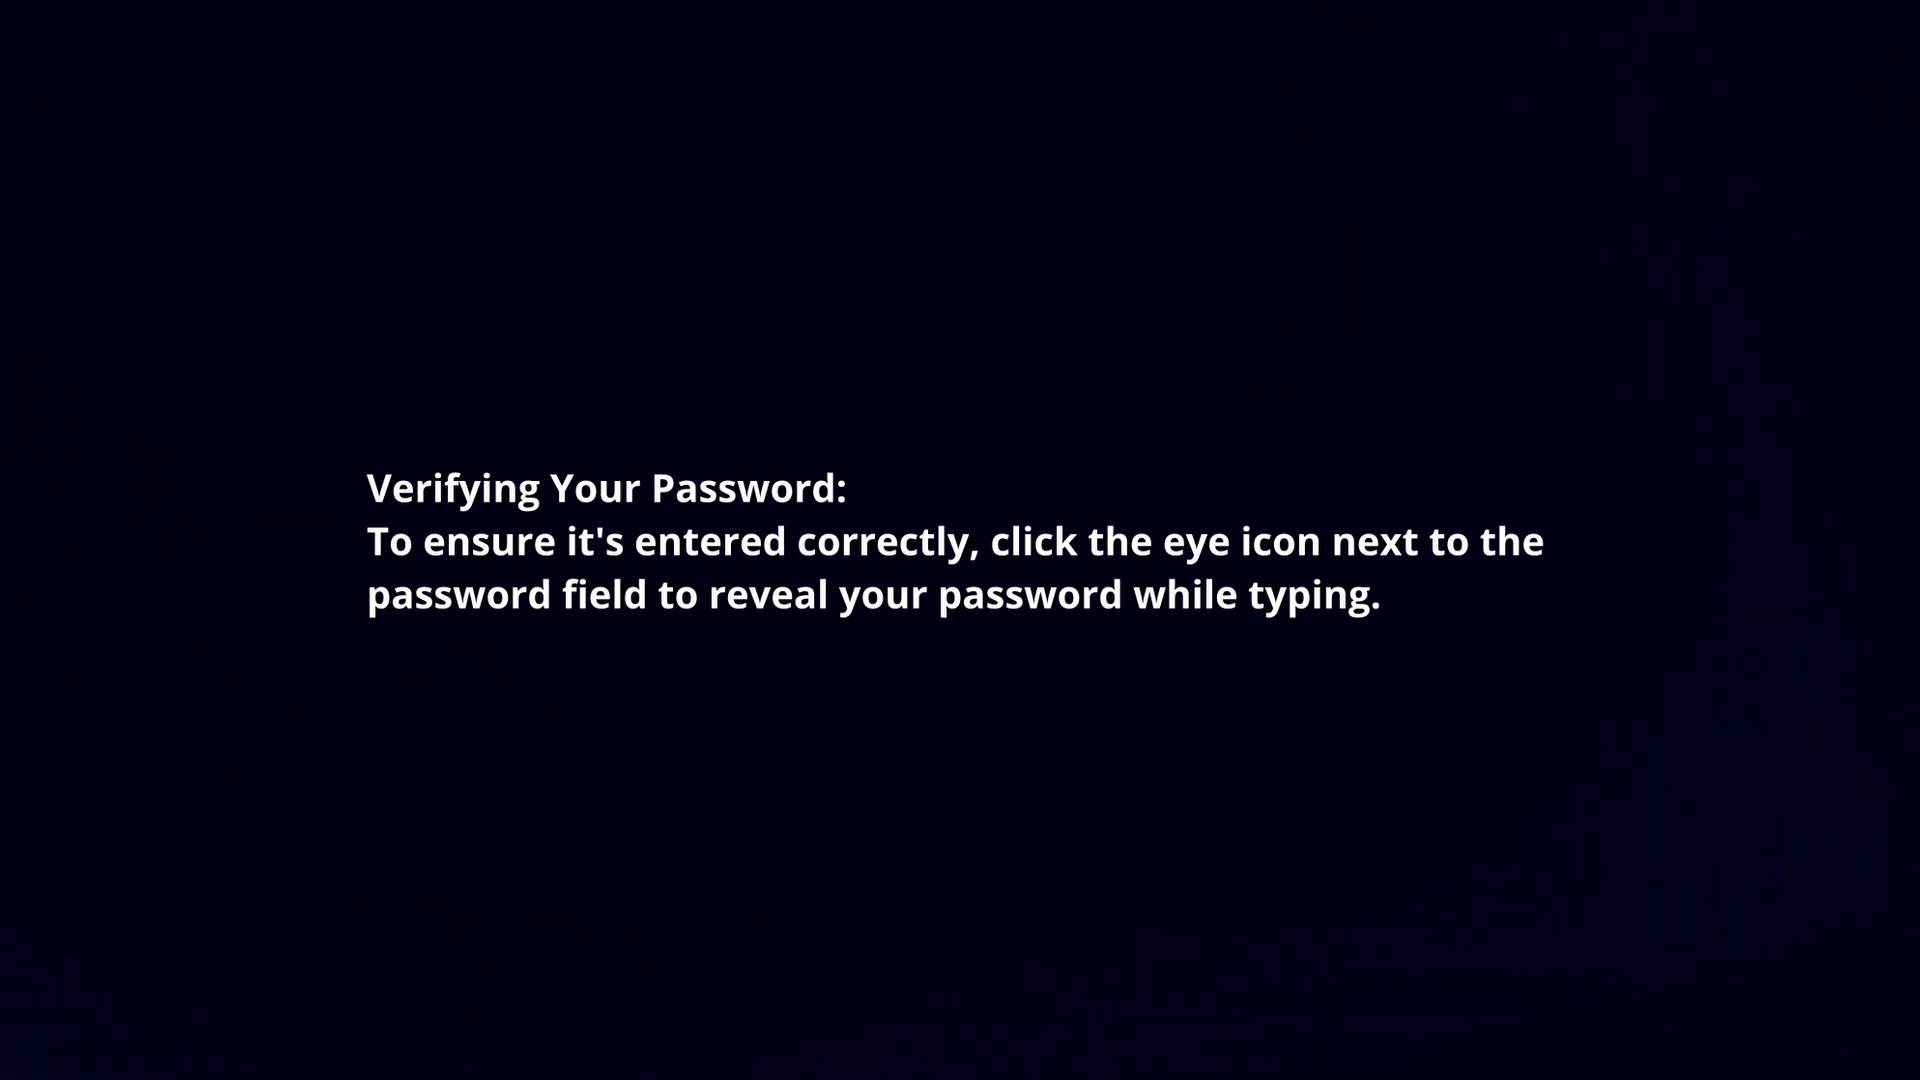 Verifying Your Password:
To ensure it's entered correctly, click the eye icon next to the
password field to reveal your password while typing.